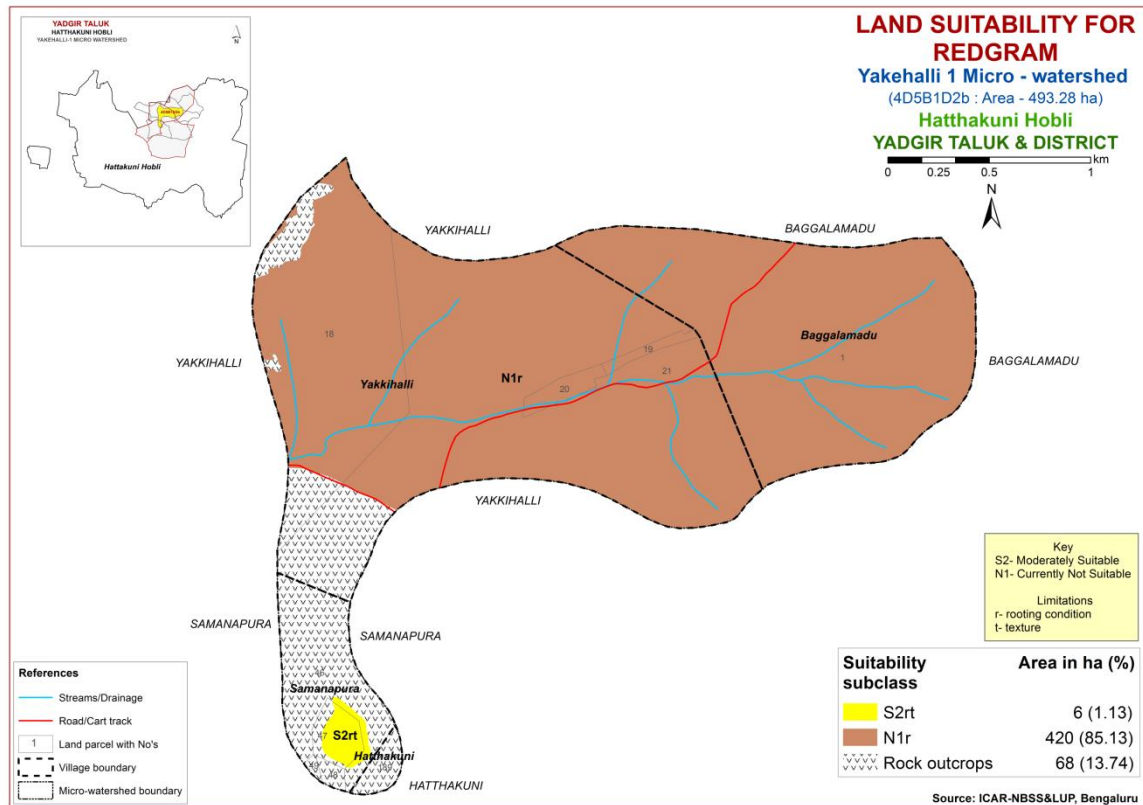 YADGIR TALUK
HATTHAKUNI HOBLI
YAKEHALLI-1 MICRO WATERSHED
N
Hattakuni Hobli
LAND SUITABILITY FOR
REDGRAM
Yakehalli 1 Micro - watershed
(4D5B1D2b : Area - 493.28 ha)
Hatthakuni Hobli
YADGIR TALUK & DISTRICT
km
0 0.25 0.5 1
N
YAKKIHALLI
BAGGALAMADU
18
19
Baggalamadu
YAKKIHALLI
1
BAGGALAMADU
N1r
21
Yakkihalli
20
YAKKIHALLI
SAMANAPURA
SAMANAPURA
Samanapura
S2rt
Hatthakuni
HATTHAKUNI
Key
S2- Moderately Suitable
N1- Currently Not Suitable
Limitations
r- rooting condition
t- texture
References
Streams/Drainage
Road/Cart track
1 Land parcel with No's
Village boundary
Micro-watershed boundary
Suitability subclass Area in ha (%)
S2rt 6 (1.13)
N1r 420 (85.13)
Rock outcrops 68 (13.74)
Source: ICAR-NBSS&LUP, Bengaluru